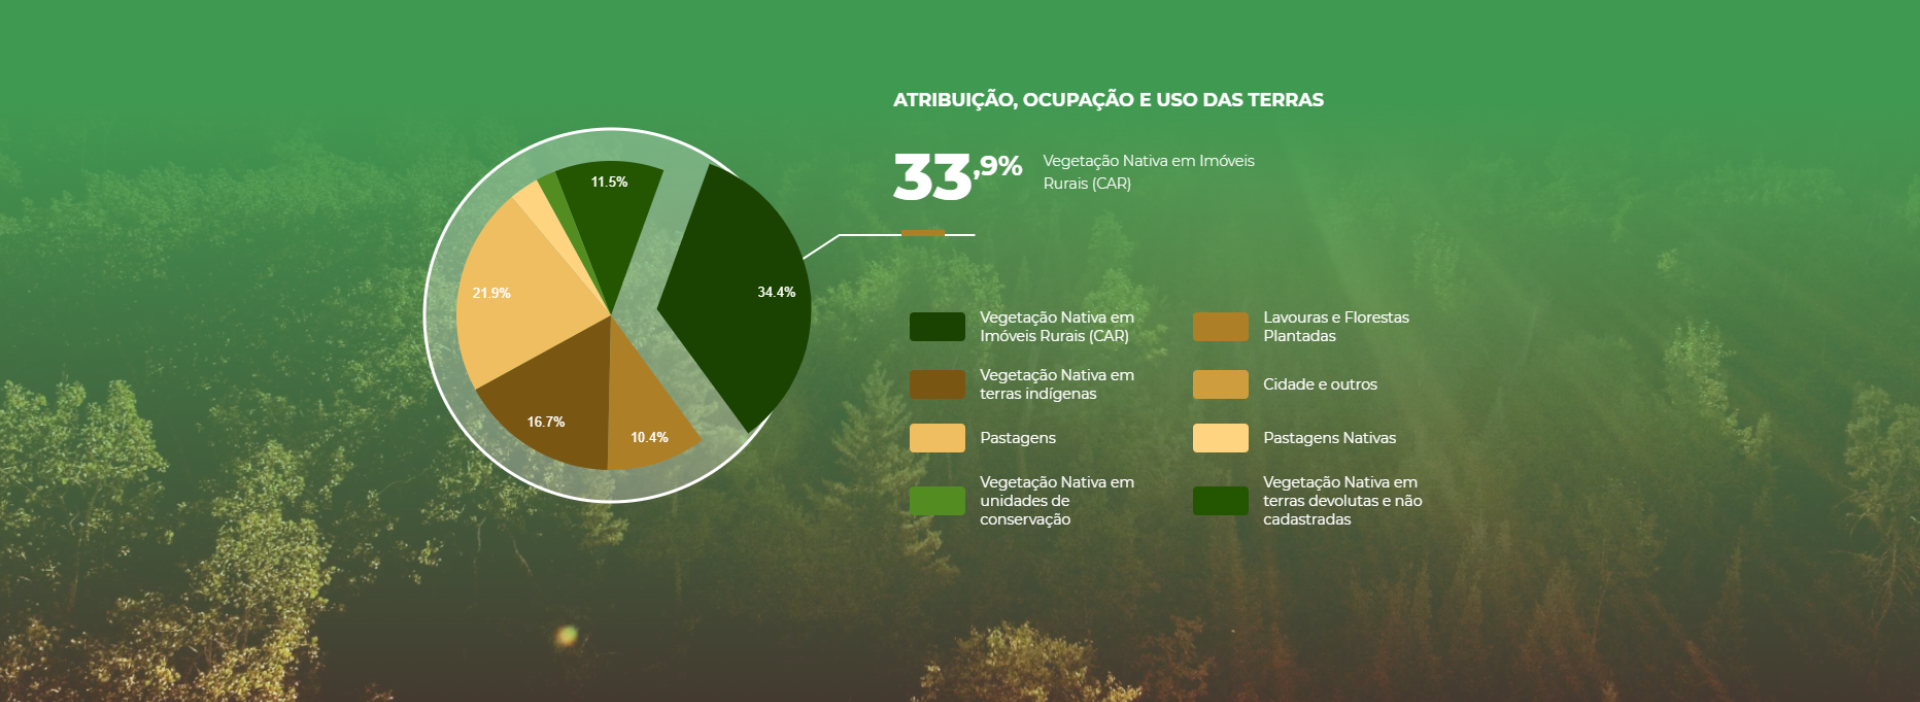 ATRIBUIÇÃO, OCUPAÇÃO E USO DAS TERRAS
33,9%
Vegetação Nativa em Imóveis
Rurais (CAR)
11.5%
34.4%
21.9%
16.7%
10.4%
Vegetação Nativa em
Imóveis Rurais (CAR)
Lavouras e Florestas
Plantadas
Vegetação Nativa em
terras indígenas
Cidade e outros
Pastagens
Pastagens Nativas
Vegetação Nativa em
unidades de
conservação
Vegetação Nativa em
terras devolutas e não
cadastradas